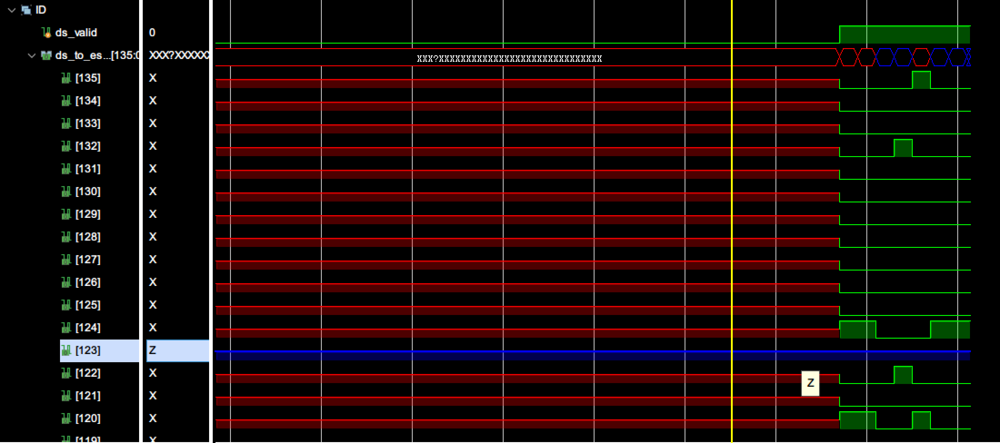 ID
ds_valid 0
ds_to_es...[135:0 XXX?XXXXXX XXX?XXXXXXXXXXXXXXXXXXXXXXXXXXXXXX
[135] X
[134] X
[133] X
[132] X
[131] X
[130] X
[129] X
[128] X
[127] X
[126] X
[125] X
[124] X
[123] Z
[122] X Z
[121] X
[120] X
[119] X